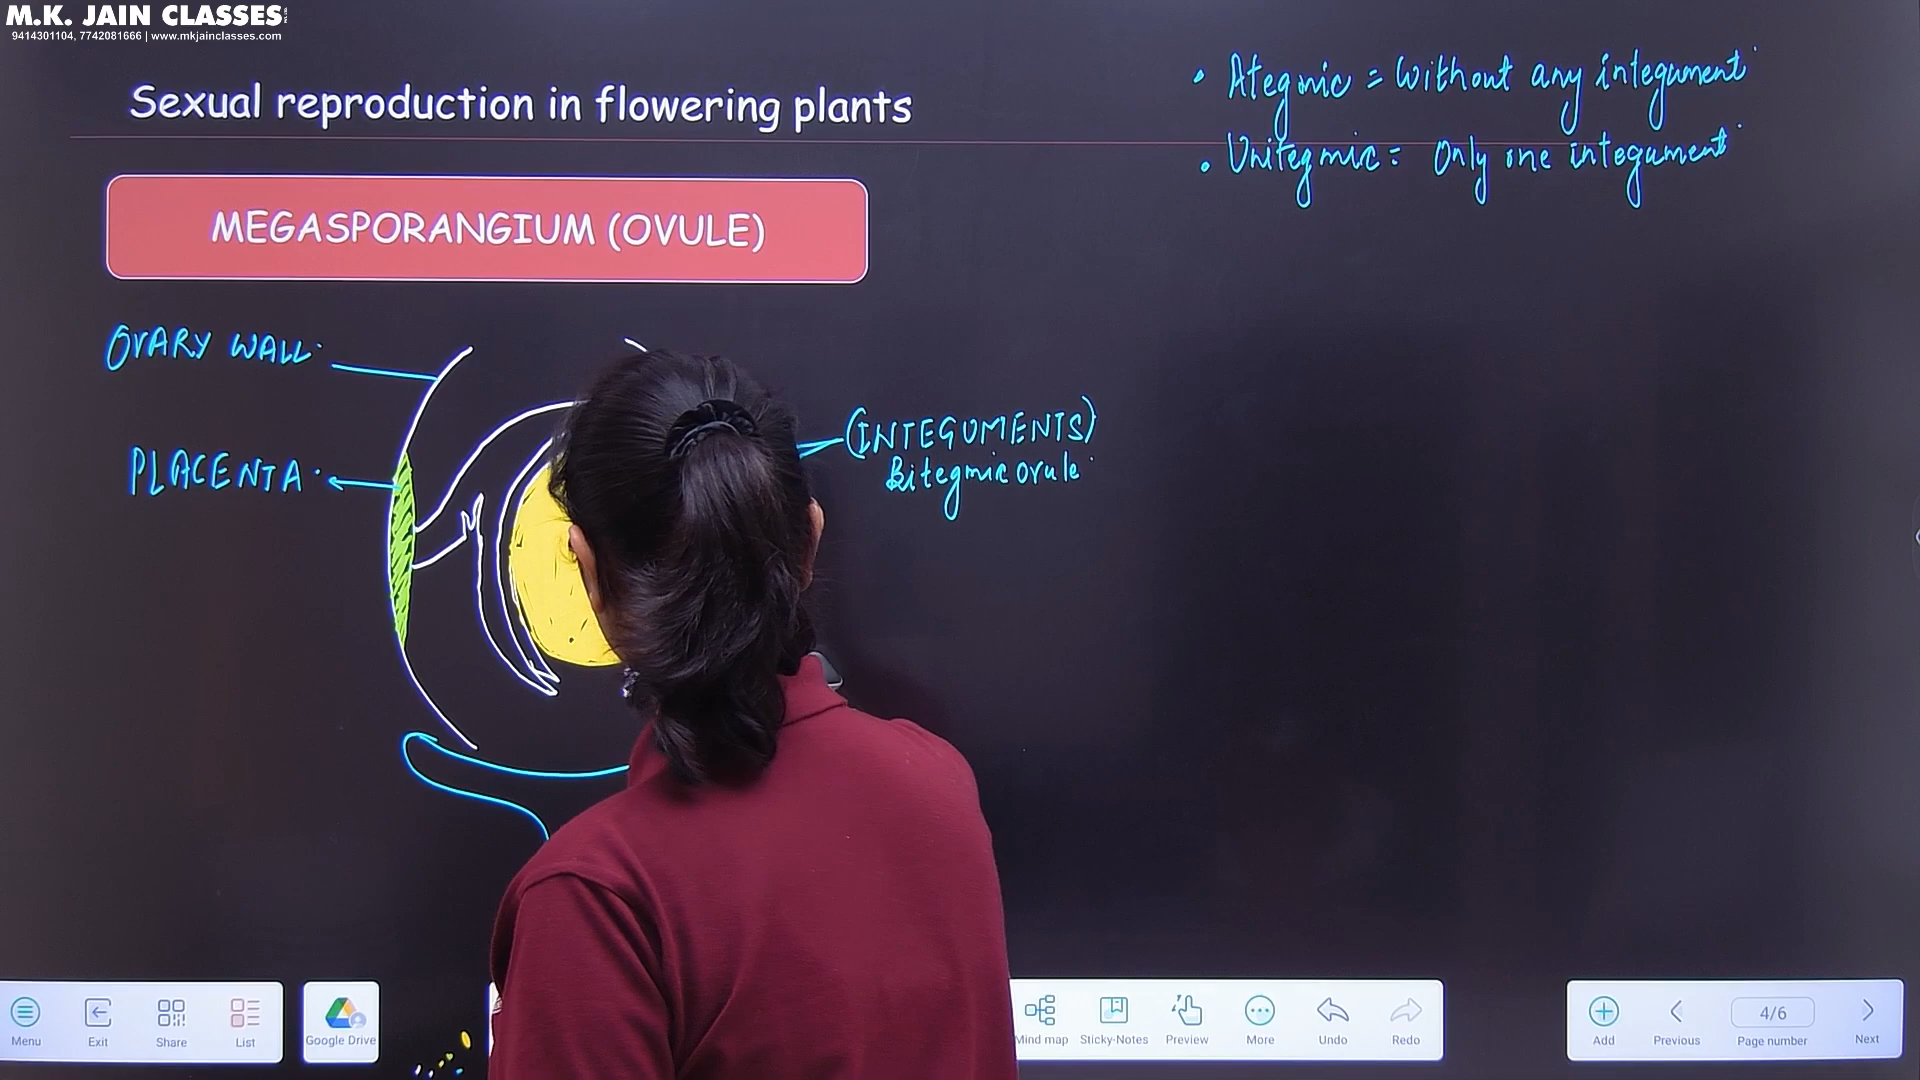 M.K. JAIN CLASSES
9414301104, 7742081666 | www.mkjainclasses.com
Sexual reproduction in flowering plants
• Ategmic = Without any integument
• Unitegmic = Only one integument
MEGASPORANGIUM (OVULE)
OVARY WALL
PLACENTA
(INTEGUMENTS)
Bitegmic ovule
Menu
Exit
Share
List
Google Drive
Mind map
Sticky-Notes
Preview
More
Undo
Redo
Add
Previous
4/6
Page number
Next